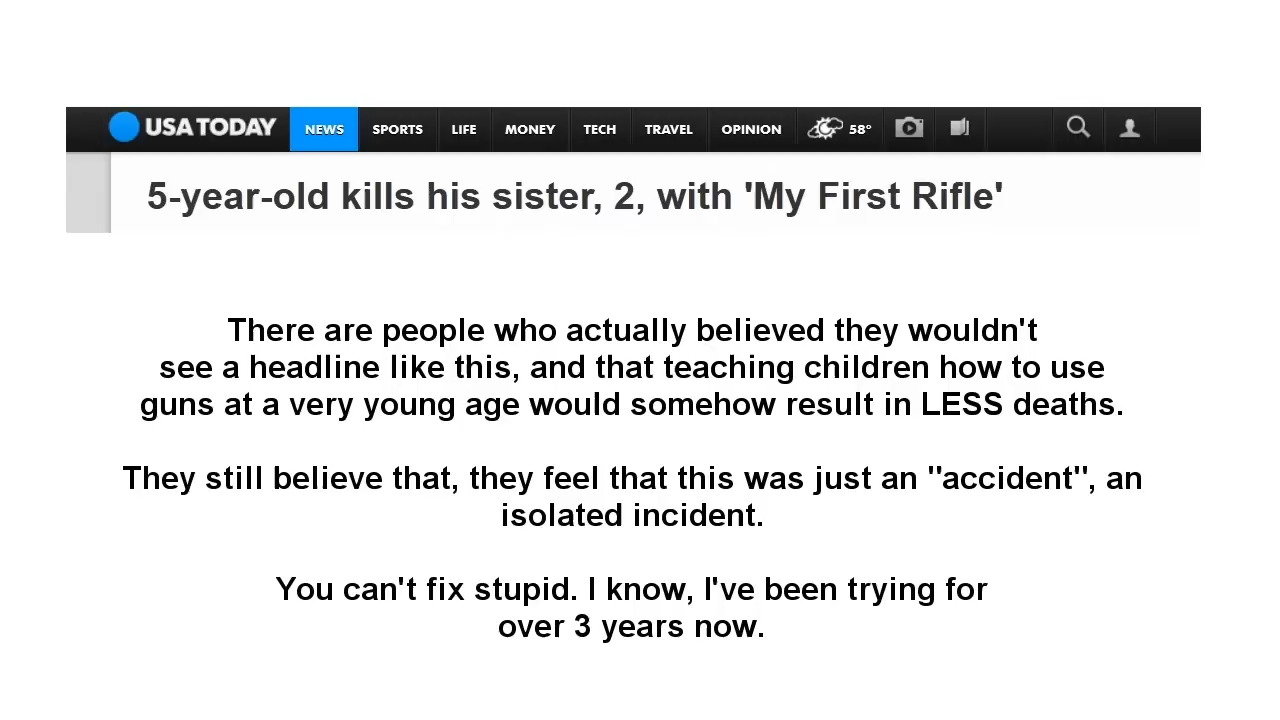 USA TODAY NEWS SPORTS LIFE MONEY TECH TRAVEL OPINION 58°
5-year-old kills his sister, 2, with 'My First Rifle'
There are people who actually believed they wouldn't
see a headline like this, and that teaching children how to use
guns at a very young age would somehow result in LESS deaths.
They still believe that, they feel that this was just an "accident", an
isolated incident.
You can't fix stupid. I know, I've been trying for
over 3 years now.